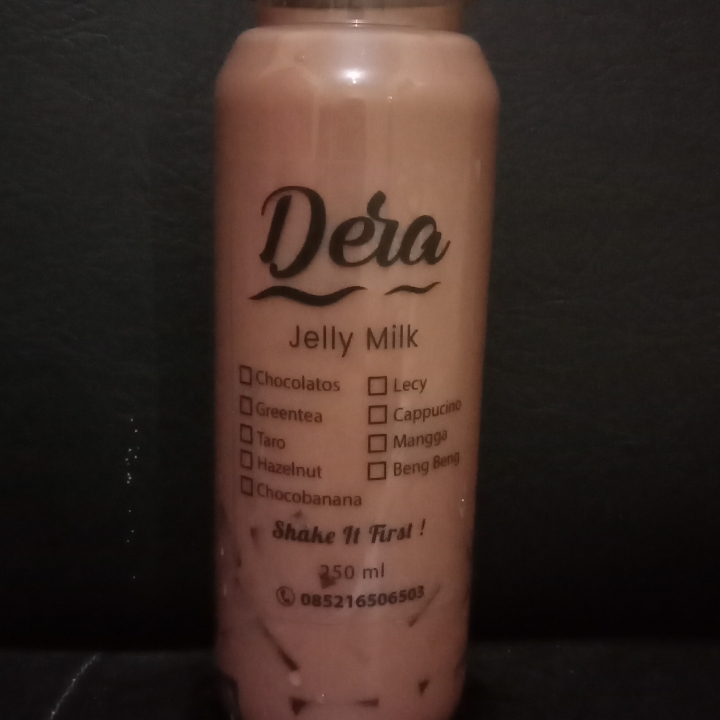 Dera
Jelly Milk
Chocolatos
Greentea
Taro
Hazelnut
Chocobanana
Lecy
Cappucino
Mangga
Beng Beng
Shake It First !
250 ml
085216506503